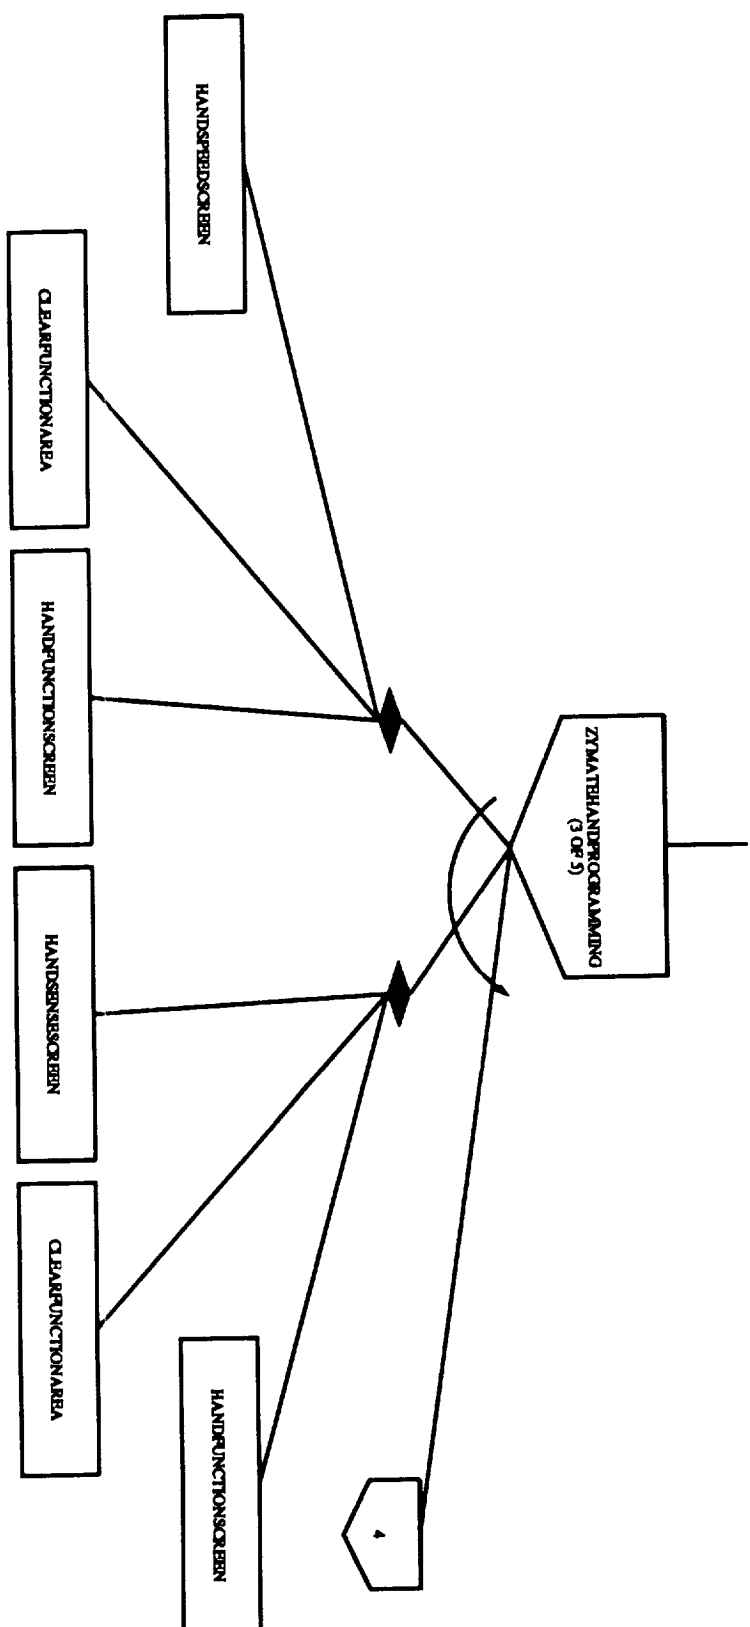 ZYMATEHANDPROGRAMMING
(3 OF 5)
HANDSPEEDSCREEN
CLEARFUNCTIONAREA
HANDFUNCTIONSCREEN
HANDSENSESCREEN
CLEARFUNCTIONAREA
HANDFUNCTIONSCREEN
4